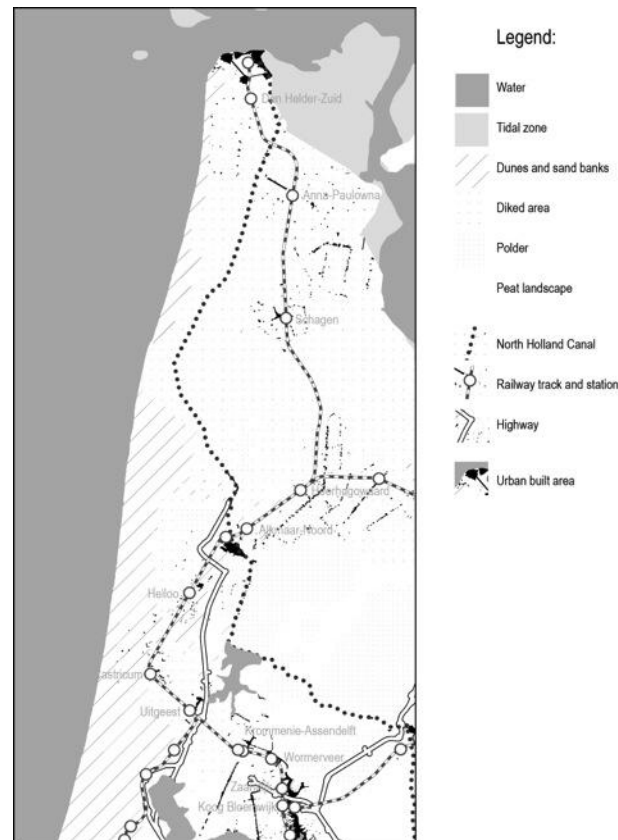 Legend:
Water
Tidal zone
Dunes and sand banks
Diked area
Polder
Peat landscape
North Holland Canal
Railway track and station
Highway
Urban built area
Den Helder-Zuid
Anna-Paulowna
Schagen
Heerhugowaard
Alkmaar-Noord
Heiloo
astricum
Uitgeest
Krommenie-Assendelft
Wormerveer
Koog Bloemwijk